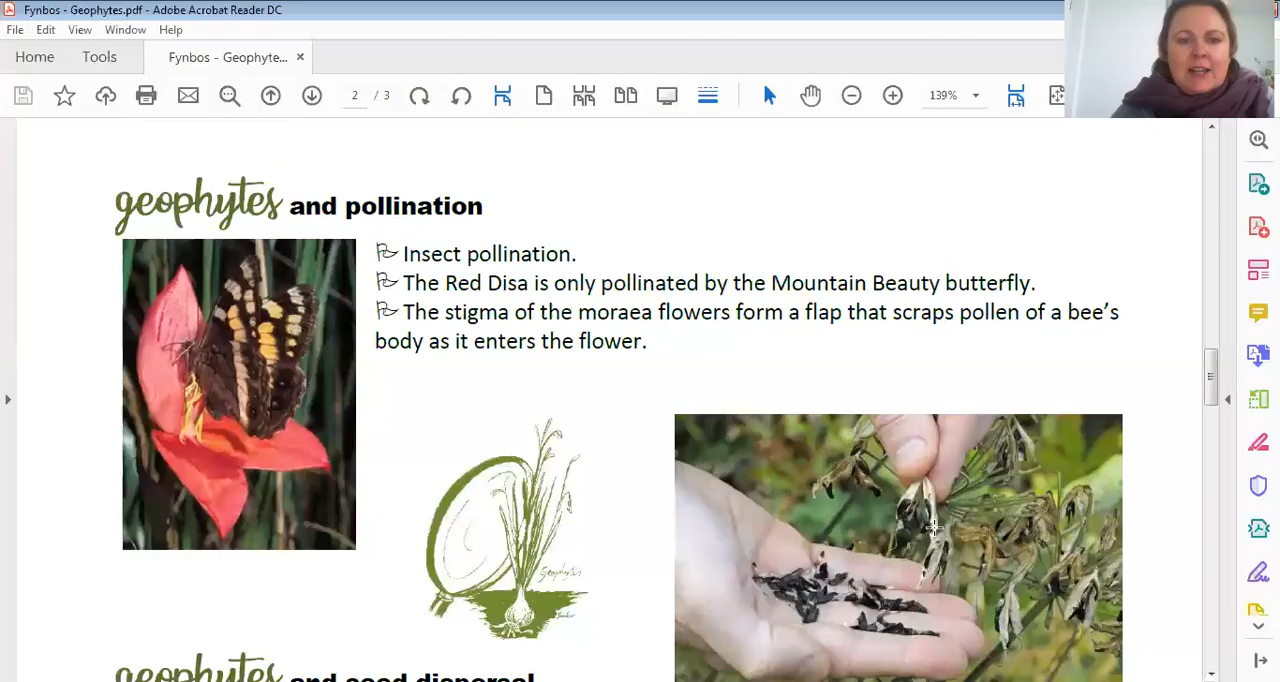 Fynbos - Geophytes.pdf - Adobe Acrobat Reader DC
File Edit View Window Help
Home Tools Fynbos - Geophyte... ×
2 / 3 139%
geophytes and pollination
Insect pollination.
The Red Disa is only pollinated by the Mountain Beauty butterfly.
The stigma of the moraea flowers form a flap that scraps pollen of a bee’s
body as it enters the flower.
Geophytes
geophytes and seed dispersal